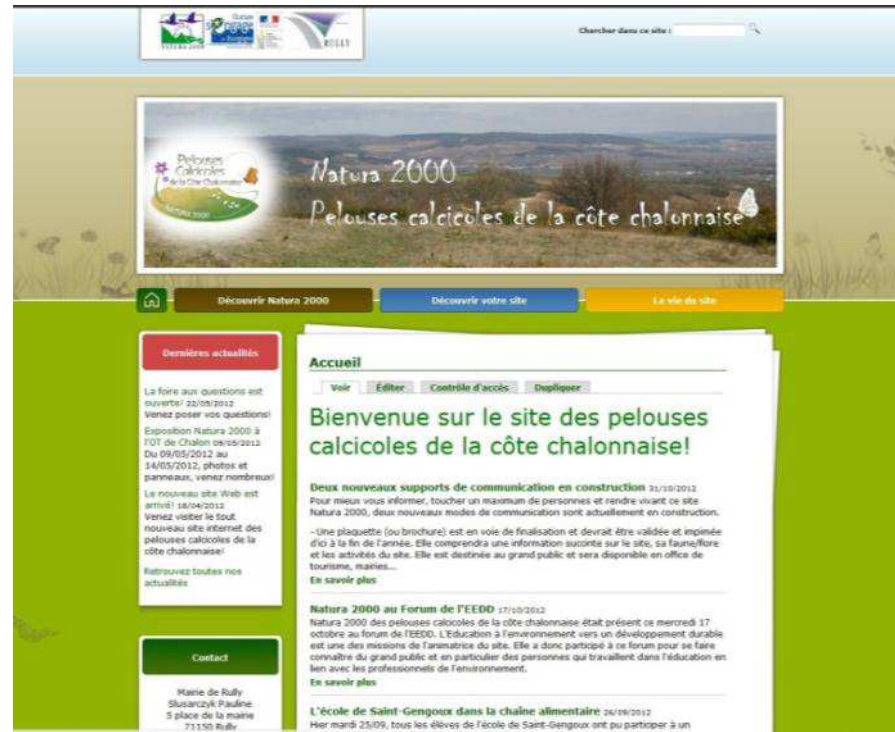 NATURA 2000
RULLY
Chercher dans ce site :
Pelouses
Calcicoles
de la Côte Chalonnaise
NATURA 2000
Natura 2000
Pelouses calcicoles de la côte chalonnaise
Découvrir Natura 2000
Découvrir votre site
La vie du site
Dernières actualités
La foire aux questions est
ouverte! 22/05/2012
Venez poser vos questions!
Exposition Natura 2000 à
l'OT de Chalon 09/05/2012
Du 09/05/2012 au
14/05/2012, photos et
panneaux, venez nombreux!
Le nouveau site Web est
arrivé! 18/04/2012
Venez visiter le tout
nouveau site internet des
pelouses calcicoles de la
côte chalonnaise!
Retrouvez toutes nos
actualités
Contact
Mairie de Rully
Slusarczyk Pauline
5 place de la mairie
71150 Rully
Accueil
Voir
Éditer
Contrôle d'accès
Dupliquer
Bienvenue sur le site des pelouses
calcicoles de la côte chalonnaise!
Deux nouveaux supports de communication en construction 31/10/2012
Pour mieux vous informer, toucher un maximum de personnes et rendre vivant ce site
Natura 2000, deux nouveaux modes de communication sont actuellement en construction.
- Une plaquette (ou brochure) est en voie de finalisation et devrait être validée et impimée
d'ici à la fin de l'année. Elle comprendra une information succinte sur le site, sa faune/flore
et les activités du site. Elle est destinée au grand public et sera disponible en office de
tourisme, mairies...
En savoir plus
Natura 2000 au Forum de l'EEDD 17/10/2012
Natura 2000 des pelouses calcicoles de la côte chalonnaise était présent ce mercredi 17
octobre au forum de l'EEDD. L'Education à l'environnement vers un développement durable
est une des missions de l'animatrice du site. Elle a donc participé à ce forum pour se faire
connaître du grand public et en particulier des personnes qui travaillent dans l'éducation en
lien avec les professionnels de l'environnement.
En savoir plus
L'école de Saint-Gengoux dans la chaîne alimentaire 26/09/2012
Hier mardi 25/09, tous les élèves de l'école de Saint-Gengoux ont pu participer à un